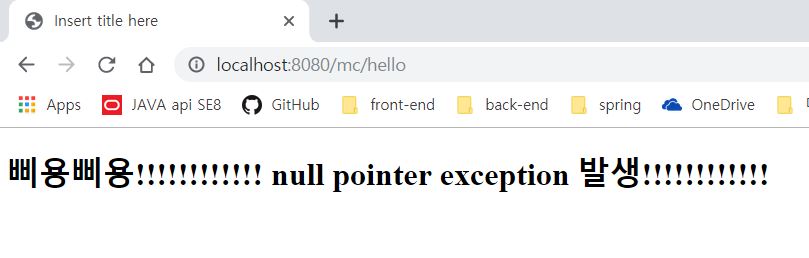 Insert title here
localhost:8080/mc/hello
Apps JAVA api SE8 GitHub front-end back-end spring OneDrive
삐용삐용!!!!!!!!!!!! null pointer exception 발생!!!!!!!!!!!!